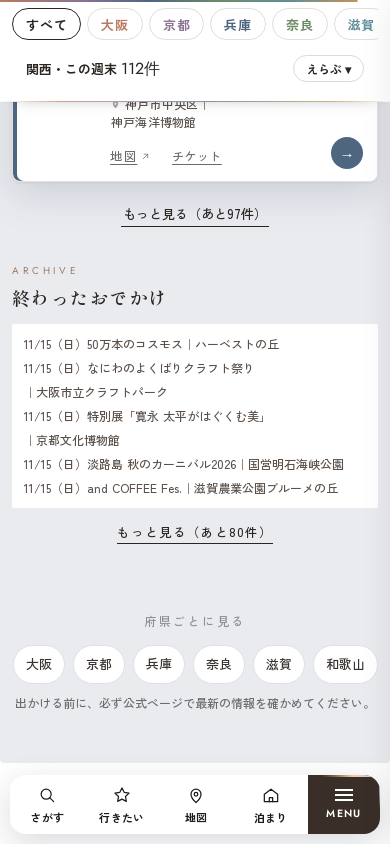 すべて 大阪 京都 兵庫 奈良 滋賀
関西・この週末 112件 えらぶ ▾
神戸市中央区｜
神戸海洋博物館
地図 ↗ チケット →
もっと見る（あと97件）
ARCHIVE
終わったおでかけ
11/15（日）50万本のコスモス｜ハーベストの丘
11/15（日）なにわのよくばりクラフト祭り
｜大阪市立クラフトパーク
11/15（日）特別展「寛永 太平がはぐくむ美」
｜京都文化博物館
11/15（日）淡路島 秋のカーニバル2026｜国営明石海峡公園
11/15（日）and COFFEE Fes.｜滋賀農業公園ブルーメの丘
もっと見る（あと80件）
府県ごとに見る
大阪 京都 兵庫 奈良 滋賀 和歌山
出かける前に、必ず公式ページで最新の情報を確かめてください。
さがす 行きたい 地図 泊まり MENU